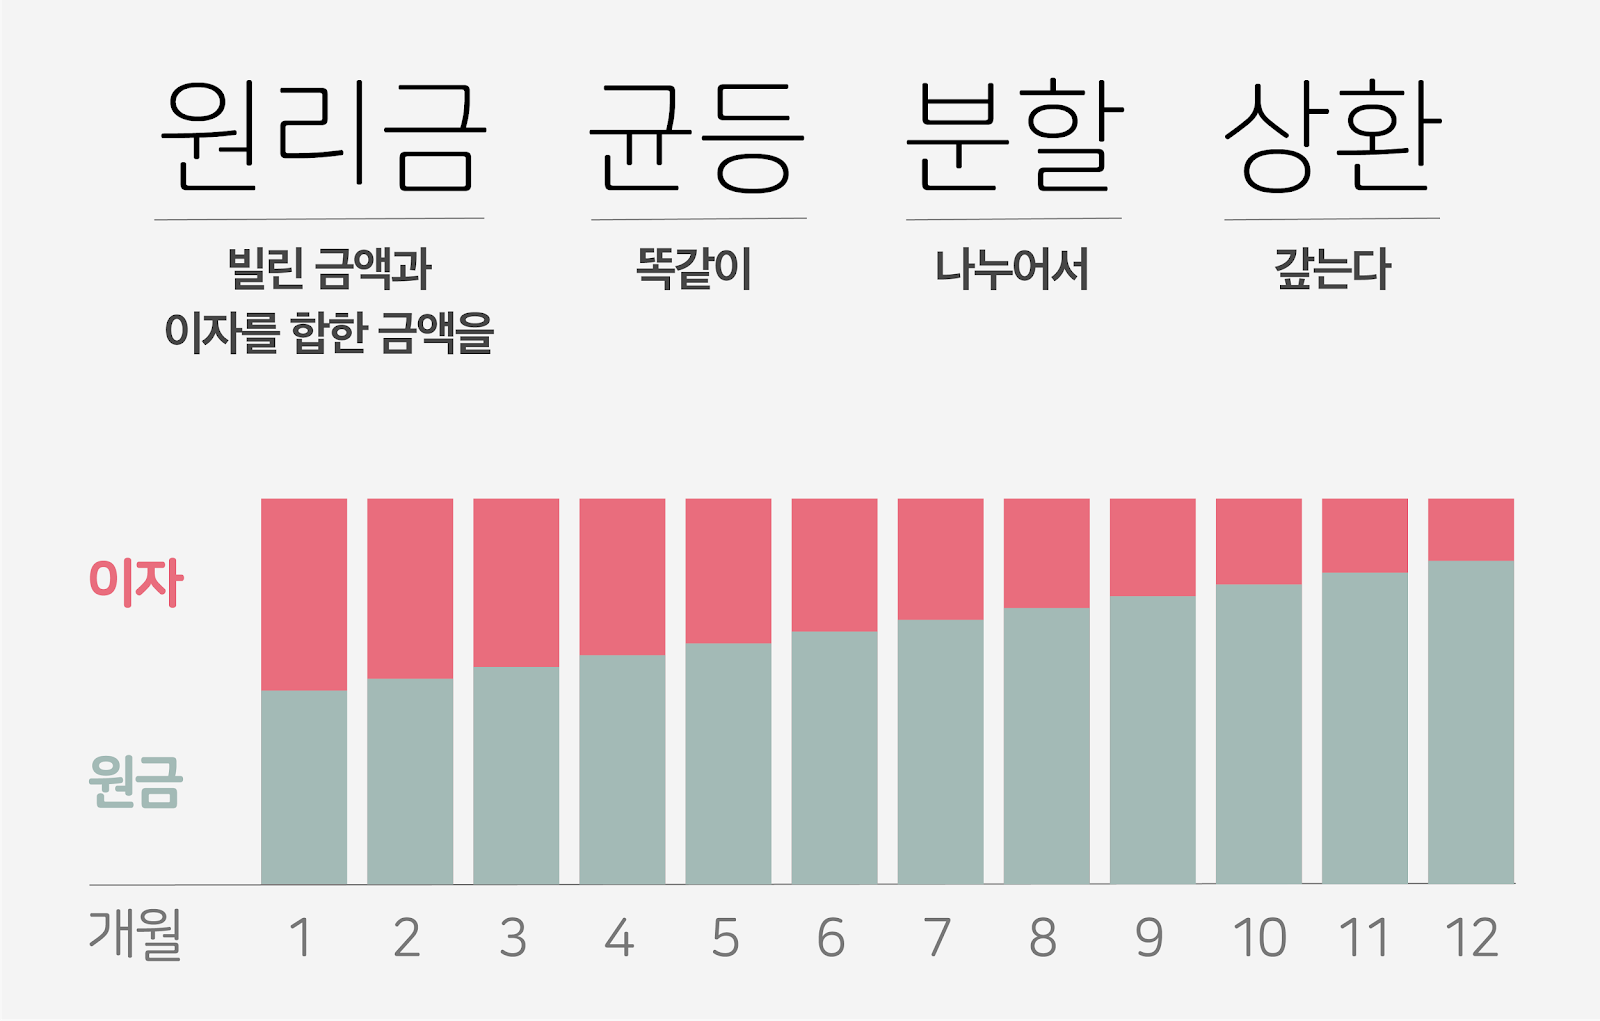 원리금 균등 분할 상환
빌린 금액과 똑같이 나누어서 갚는다
이자를 합한 금액을
이자
원금
개월 1 2 3 4 5 6 7 8 9 10 11 12